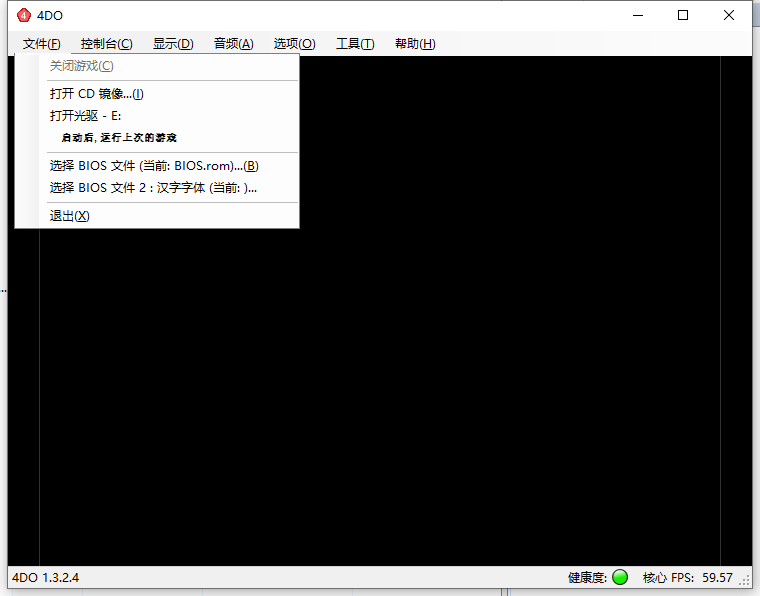 4DO
文件(F) 控制台(C) 显示(D) 音频(A) 选项(O) 工具(T) 帮助(H)
关闭游戏(C)
打开 CD 镜像...(I)
打开光驱 - E:
启动后, 运行上次的游戏
选择 BIOS 文件 (当前: BIOS.rom)...(B)
选择 BIOS 文件 2 : 汉字字体 (当前: )...
退出(X)
4DO 1.3.2.4 健康度: 核心 FPS: 59.57